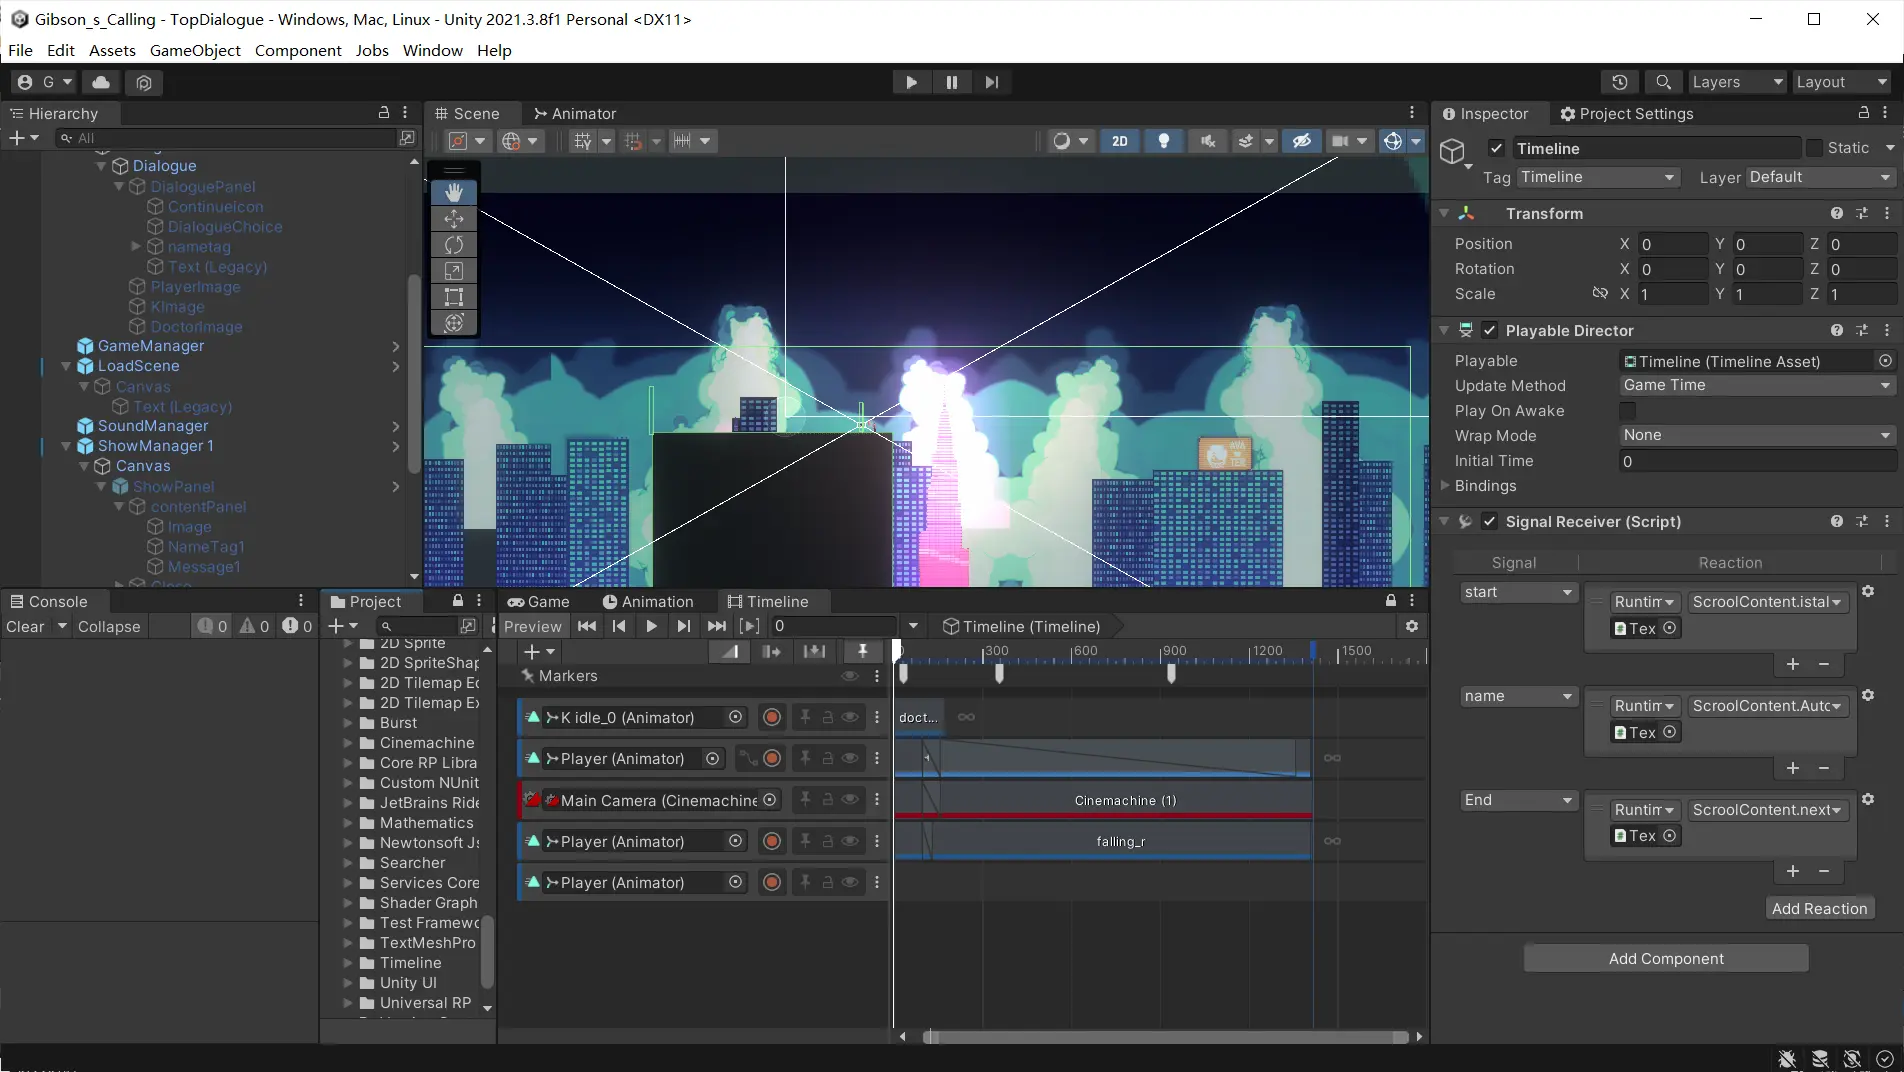 Gibson_s_Calling - TopDialogue - Windows, Mac, Linux - Unity 2021.3.8f1 Personal <DX11>
File Edit Assets GameObject Component Jobs Window Help
G
Layers
Layout
Hierarchy
All
Dialogue
DialoguePanel
ContinueIcon
DialogueChoice
nametag
Text (Legacy)
PlayerImage
KImage
DoctorImage
GameManager
LoadScene
Canvas
Text (Legacy)
SoundManager
ShowManager 1
Canvas
ShowPanel
contentPanel
Image
NameTag1
Message1
Scene
Animator
2D
Inspector
Project Settings
Timeline
Static
Tag Timeline
Layer Default
Transform
Position X 0 Y 0 Z 0
Rotation X 0 Y 0 Z 0
Scale X 1 Y 1 Z 1
Playable Director
Playable Timeline (Timeline Asset)
Update Method Game Time
Play On Awake
Wrap Mode None
Initial Time 0
Bindings
Signal Receiver (Script)
Signal Reaction
start Runtim ScroolContent.istal
Tex
+ −
name Runtim ScroolContent.Autc
Tex
+ −
End Runtim ScroolContent.next
Tex
+ −
Add Reaction
Add Component
Console
Clear Collapse 0 0 0
Project
2D Sprite
2D SpriteShap
2D Tilemap Ec
2D Tilemap Ex
Burst
Cinemachine
Core RP Libra
Custom NUnit
JetBrains Ride
Mathematics
Newtonsoft Js
Searcher
Services Core
Shader Graph
Test Framewo
TextMeshPro
Timeline
Unity UI
Universal RP
Game
Animation
Timeline
Preview
0
Timeline (Timeline)
0 300 600 900 1200 1500
Markers
K idle_0 (Animator)
doct...
Player (Animator)
Main Camera (Cinemachine
Cinemachine (1)
Player (Animator)
falling_r
Player (Animator)